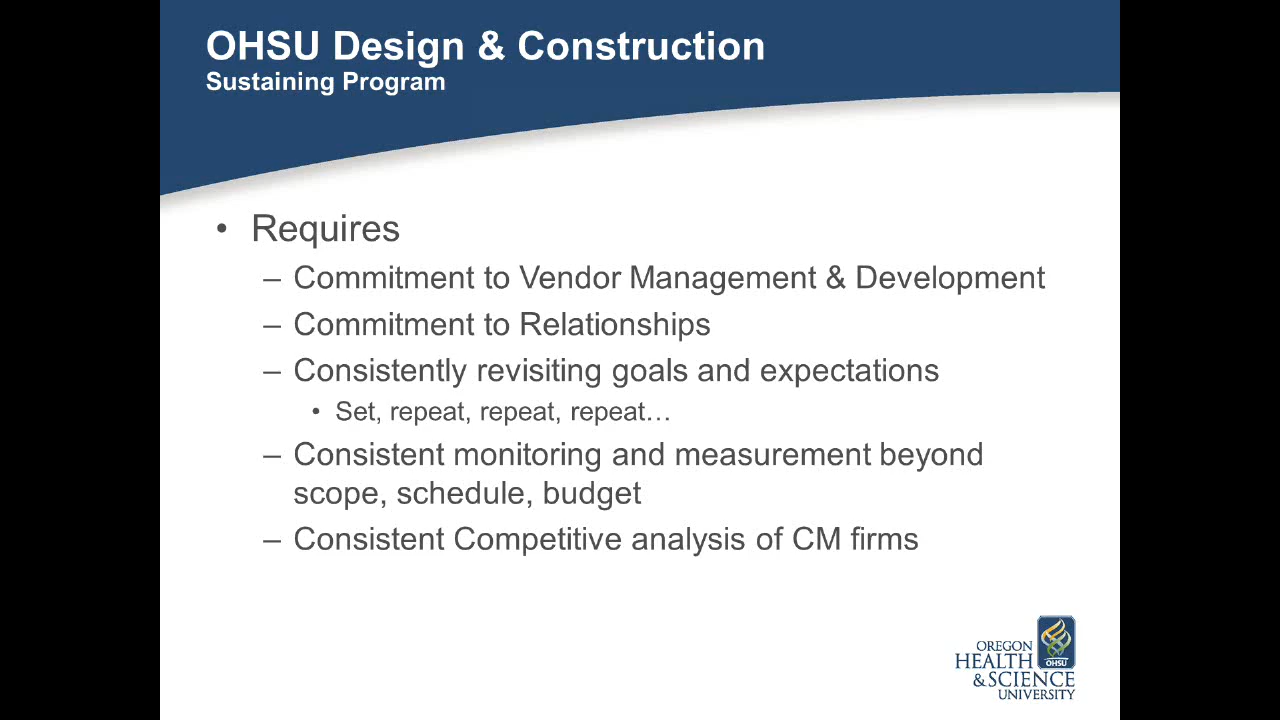 OHSU Design & Construction
Sustaining Program
• Requires
– Commitment to Vendor Management & Development
– Commitment to Relationships
– Consistently revisiting goals and expectations
• Set, repeat, repeat, repeat…
– Consistent monitoring and measurement beyond
scope, schedule, budget
– Consistent Competitive analysis of CM firms
OREGON
HEALTH
& SCIENCE
UNIVERSITY
OHSU